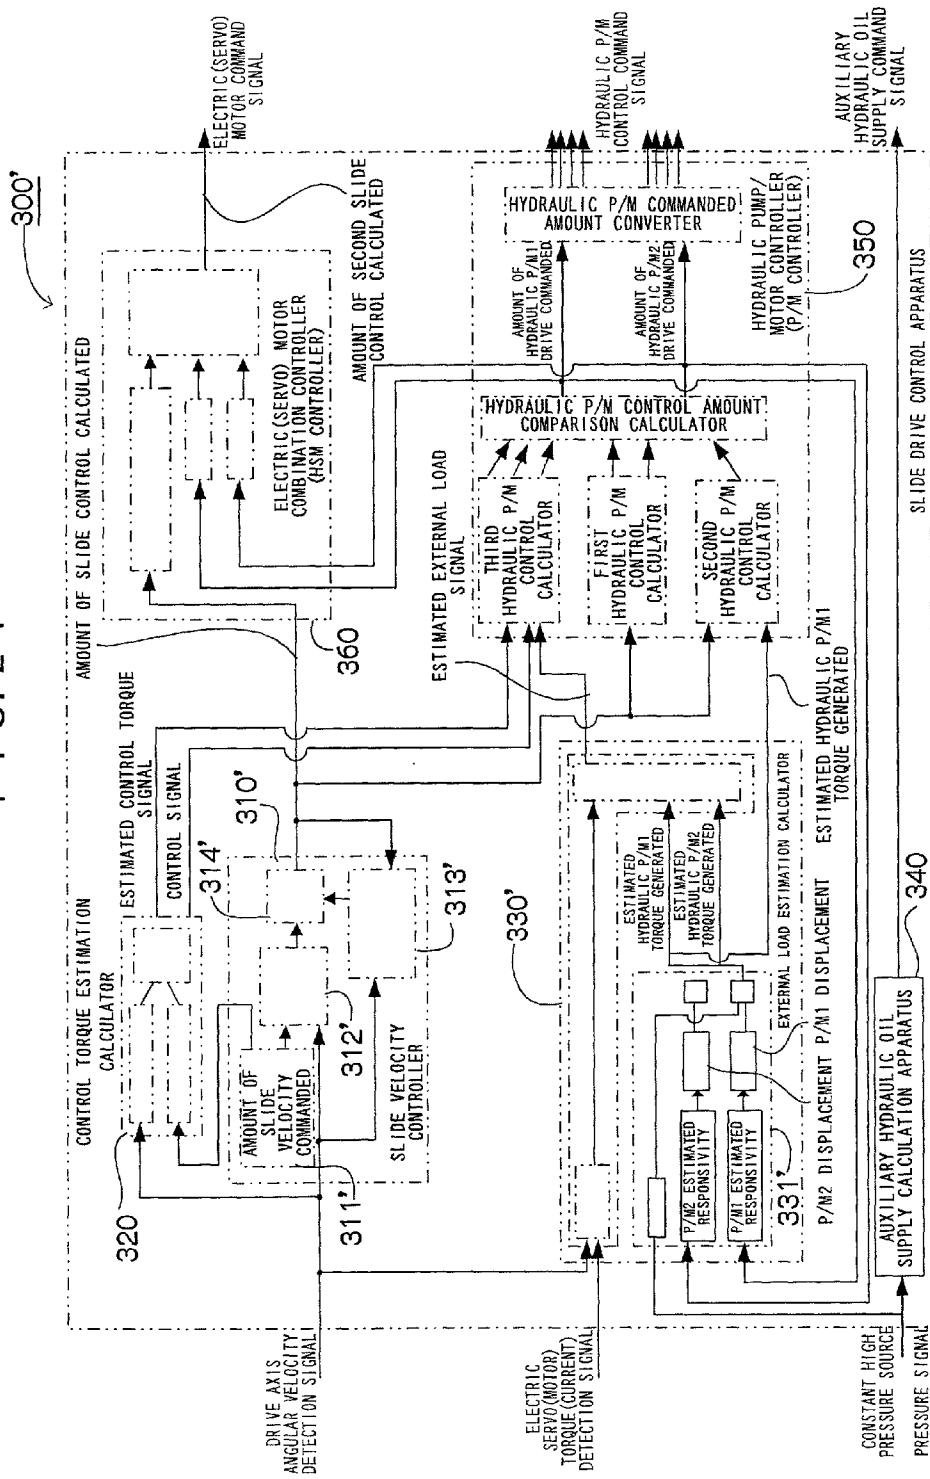 300'
ELECTRIC(SERVO)
MOTOR COMMAND
SIGNAL
AMOUNT OF SLIDE CONTROL CALCULATED
AMOUNT OF SECOND SLIDE
CONTROL CALCULATED
ELECTRIC(SERVO) MOTOR
COMBINATION CONTROLLER
(HSM CONTROLLER)
360
CONTROL TORQUE ESTIMATION
CALCULATOR
ESTIMATED CONTROL TORQUE
SIGNAL
CONTROL SIGNAL
320
310'
314'
313'
312'
AMOUNT OF
SLIDE
VELOCITY
COMMANDED
SLIDE VELOCITY
CONTROLLER
311'
DRIVE AXIS
ANGULAR VELOCITY
DETECTION SIGNAL
ESTIMATED EXTERNAL LOAD
SIGNAL
THIRD
HYDRAULIC P/M
CONTROL
CALCULATOR
FIRST
HYDRAULIC P/M
CONTROL
CALCULATOR
SECOND
HYDRAULIC P/M
CONTROL
CALCULATOR
HYDRAULIC P/M CONTROL AMOUNT
COMPARISON CALCULATOR
AMOUNT OF
HYDRAULIC P/M1
DRIVE COMMANDED
AMOUNT OF
HYDRAULIC P/M2
DRIVE COMMANDED
HYDRAULIC P/M COMMANDED
AMOUNT CONVERTER
HYDRAULIC P/M
CONTROL COMMAND
SIGNAL
HYDRAULIC PUMP/
MOTOR CONTROLLER
(P/M CONTROLLER)
350
330'
ELECTRIC
SERVO(MOTOR)
TORQUE(CURRENT)
DETECTION SIGNAL
ESTIMATED
HYDRAULIC P/M1
TORQUE GENERATED
ESTIMATED
HYDRAULIC P/M2
TORQUE GENERATED
P/M2 ESTIMATED
RESPONSIVITY
P/M1 ESTIMATED
RESPONSIVITY
331'
EXTERNAL LOAD ESTIMATION CALCULATOR
P/M2 DISPLACEMENT
P/M1 DISPLACEMENT
ESTIMATED HYDRAULIC P/M1
TORQUE GENERATED
CONSTANT HIGH
PRESSURE SOURCE
PRESSURE SIGNAL
AUXILIARY HYDRAULIC OIL
SUPPLY CALCULATION APPARATUS
340
SLIDE DRIVE CONTROL APPARATUS
AUXILIARY
HYDRAULIC OIL
SUPPLY COMMAND
SIGNAL